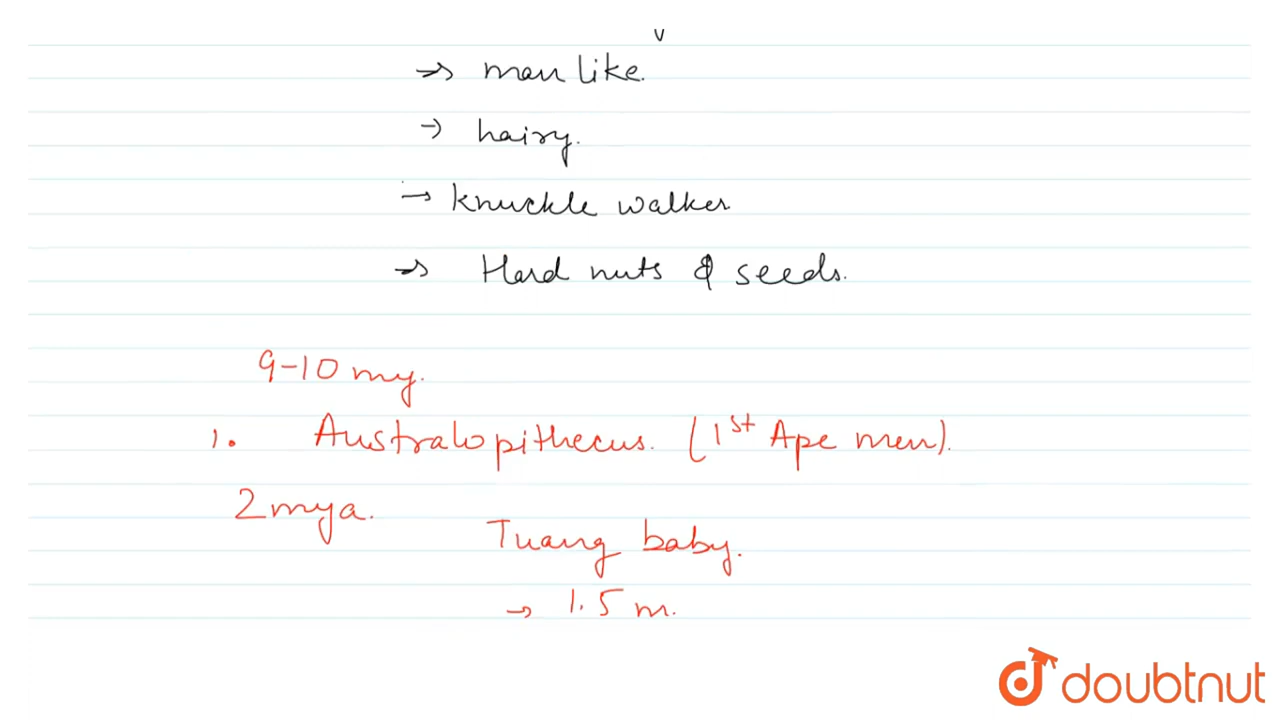 v
→ man like.
→ hairy.
→ knuckle walker
→ Hard nuts & seeds.
9-10 my.
1. Australopithecus. (1st Ape men).
2mya.
Tuang baby.
→ 1.5 m.
doubtnut